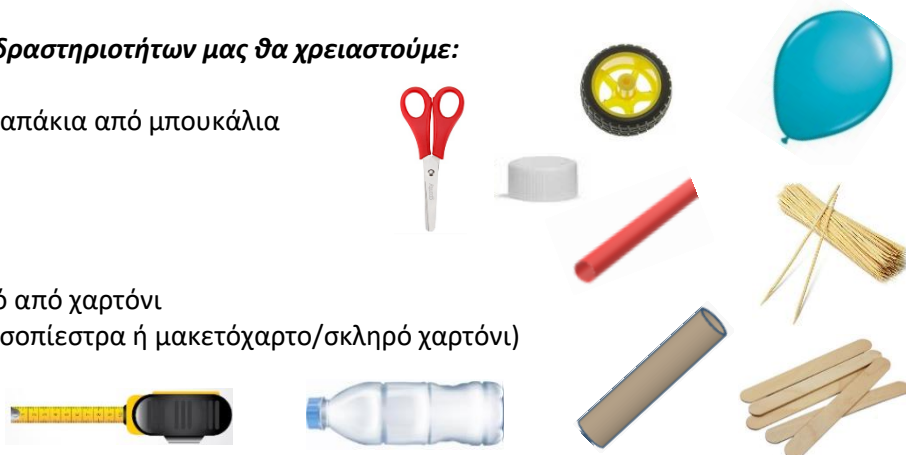 δραστηριοτήτων μας θα χρειαστούμε:
απάκια από μπουκάλια
ό από χαρτόνι
σοπίεστρα ή μακετόχαρτο/σκληρό χαρτόνι)